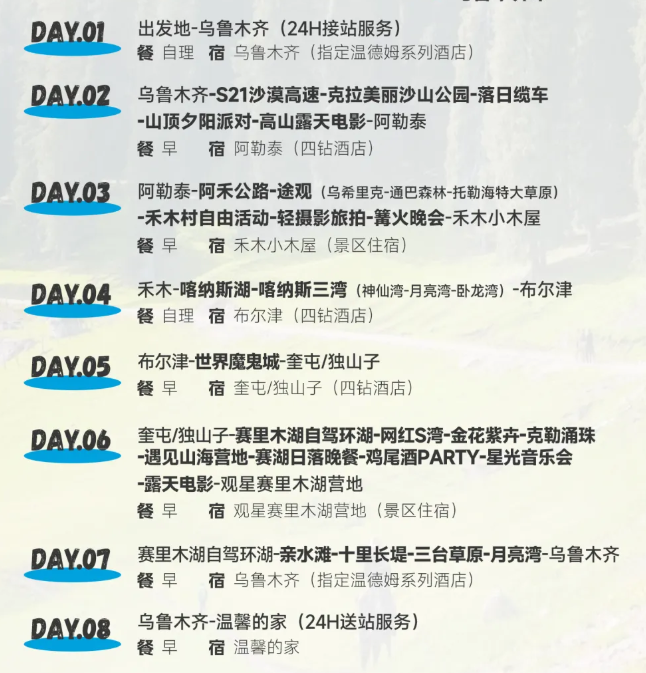 DAY.01
出发地-乌鲁木齐（24H接站服务）
餐 自理 宿 乌鲁木齐（指定温德姆系列酒店）
DAY.02
乌鲁木齐-S21沙漠高速-克拉美丽沙山公园-落日缆车
-山顶夕阳派对-高山露天电影-阿勒泰
餐 早 宿 阿勒泰（四钻酒店）
DAY.03
阿勒泰-阿禾公路-途观（乌希里克-通巴森林-托勒海特大草原）
-禾木村自由活动-轻摄影旅拍-篝火晚会-禾木小木屋
餐 早 宿 禾木小木屋（景区住宿）
DAY.04
禾木-喀纳斯湖-喀纳斯三湾（神仙湾-月亮湾-卧龙湾）-布尔津
餐 自理 宿 布尔津（四钻酒店）
DAY.05
布尔津-世界魔鬼城-奎屯/独山子
餐 早 宿 奎屯/独山子（四钻酒店）
DAY.06
奎屯/独山子-赛里木湖自驾环湖-网红S湾-金花紫卉-克勒涌珠
-遇见山海营地-赛湖日落晚餐-鸡尾酒PARTY-星光音乐会
-露天电影-观星赛里木湖营地
餐 早 宿 观星赛里木湖营地（景区住宿）
DAY.07
赛里木湖自驾环湖-亲水滩-十里长堤-三台草原-月亮湾-乌鲁木齐
餐 早 宿 乌鲁木齐（指定温德姆系列酒店）
DAY.08
乌鲁木齐-温馨的家（24H送站服务）
餐 早 宿 温馨的家